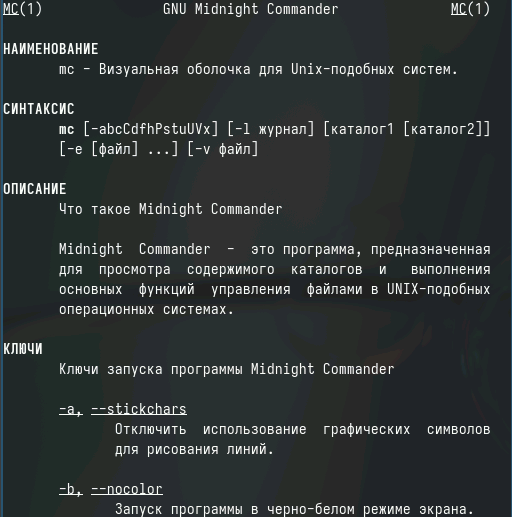 MC(1) GNU Midnight Commander MC(1)
НАИМЕНОВАНИЕ
mc - Визуальная оболочка для Unix-подобных систем.
СИНТАКСИС
mc [-abcCdfhPstuUVx] [-l журнал] [каталог1 [каталог2]]
[-e [файл] ...] [-v файл]
ОПИСАНИЕ
Что такое Midnight Commander
Midnight Commander - это программа, предназначенная
для просмотра содержимого каталогов и выполнения
основных функций управления файлами в UNIX-подобных
операционных системах.
КЛЮЧИ
Ключи запуска программы Midnight Commander
-a, --stickchars
Отключить использование графических символов
для рисования линий.
-b, --nocolor
Запуск программы в черно-белом режиме экрана.